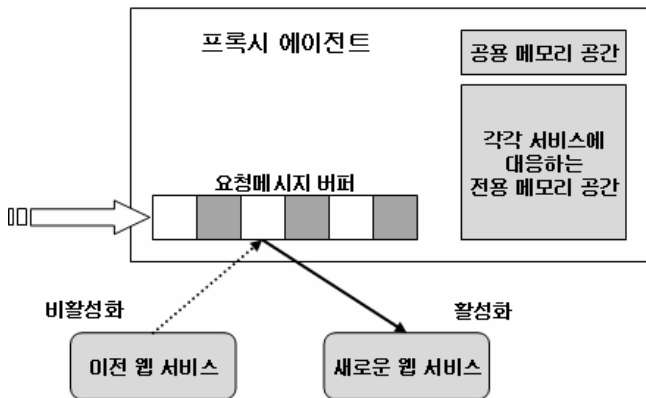 프록시 에이전트
공용 메모리 공간
각각 서비스에
대응하는
전용 메모리 공간
요청메시지 버퍼
비활성화
활성화
이전 웹 서비스
새로운 웹 서비스